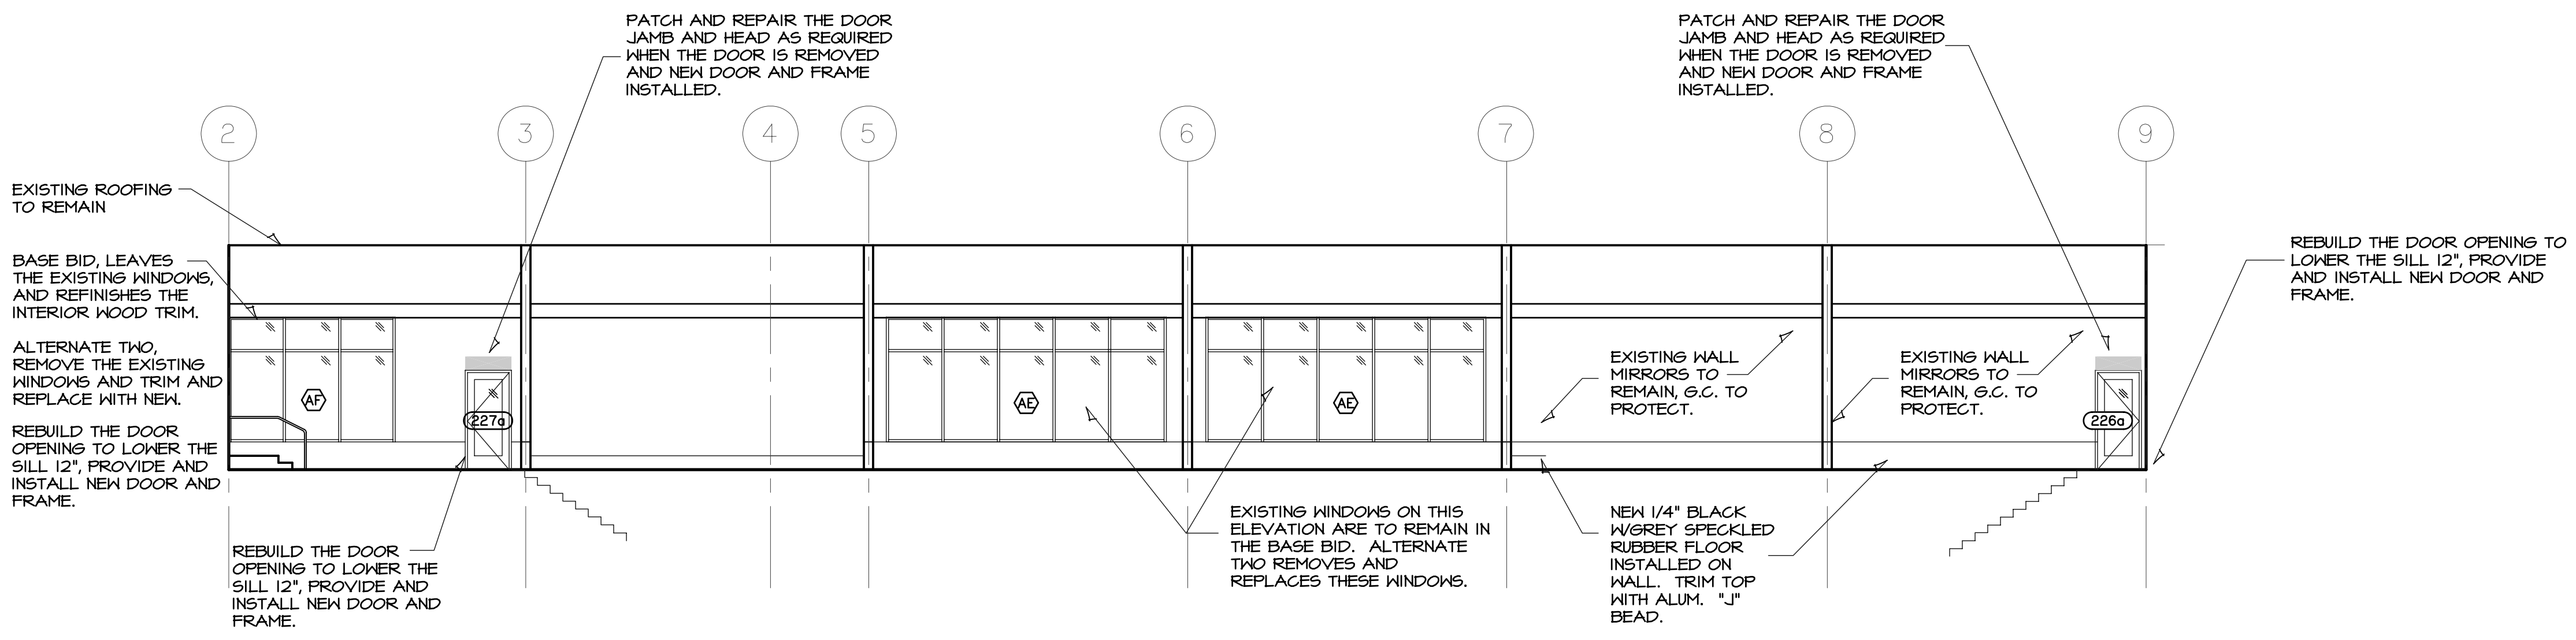 PATCH AND REPAIR THE DOOR
JAMB AND HEAD AS REQUIRED
WHEN THE DOOR IS REMOVED
AND NEW DOOR AND FRAME
INSTALLED.
PATCH AND REPAIR THE DOOR
JAMB AND HEAD AS REQUIRED
WHEN THE DOOR IS REMOVED
AND NEW DOOR AND FRAME
INSTALLED.
2
3
4
5
6
7
8
9
EXISTING ROOFING
TO REMAIN
BASE BID, LEAVES
THE EXISTING WINDOWS,
AND REFINISHES THE
INTERIOR WOOD TRIM.
ALTERNATE TWO,
REMOVE THE EXISTING
WINDOWS AND TRIM AND
REPLACE WITH NEW.
REBUILD THE DOOR
OPENING TO LOWER THE
SILL 12", PROVIDE AND
INSTALL NEW DOOR AND
FRAME.
REBUILD THE DOOR
OPENING TO LOWER THE
SILL 12", PROVIDE AND
INSTALL NEW DOOR AND
FRAME.
AF
227a
AE
AE
EXISTING WINDOWS ON THIS
ELEVATION ARE TO REMAIN IN
THE BASE BID. ALTERNATE
TWO REMOVES AND
REPLACES THESE WINDOWS.
EXISTING WALL
MIRRORS TO
REMAIN, G.C. TO
PROTECT.
EXISTING WALL
MIRRORS TO
REMAIN, G.C. TO
PROTECT.
226a
NEW 1/4" BLACK
W/GREY SPECKLED
RUBBER FLOOR
INSTALLED ON
WALL. TRIM TOP
WITH ALUM. "J"
BEAD.
REBUILD THE DOOR OPENING TO
LOWER THE SILL 12", PROVIDE
AND INSTALL NEW DOOR AND
FRAME.